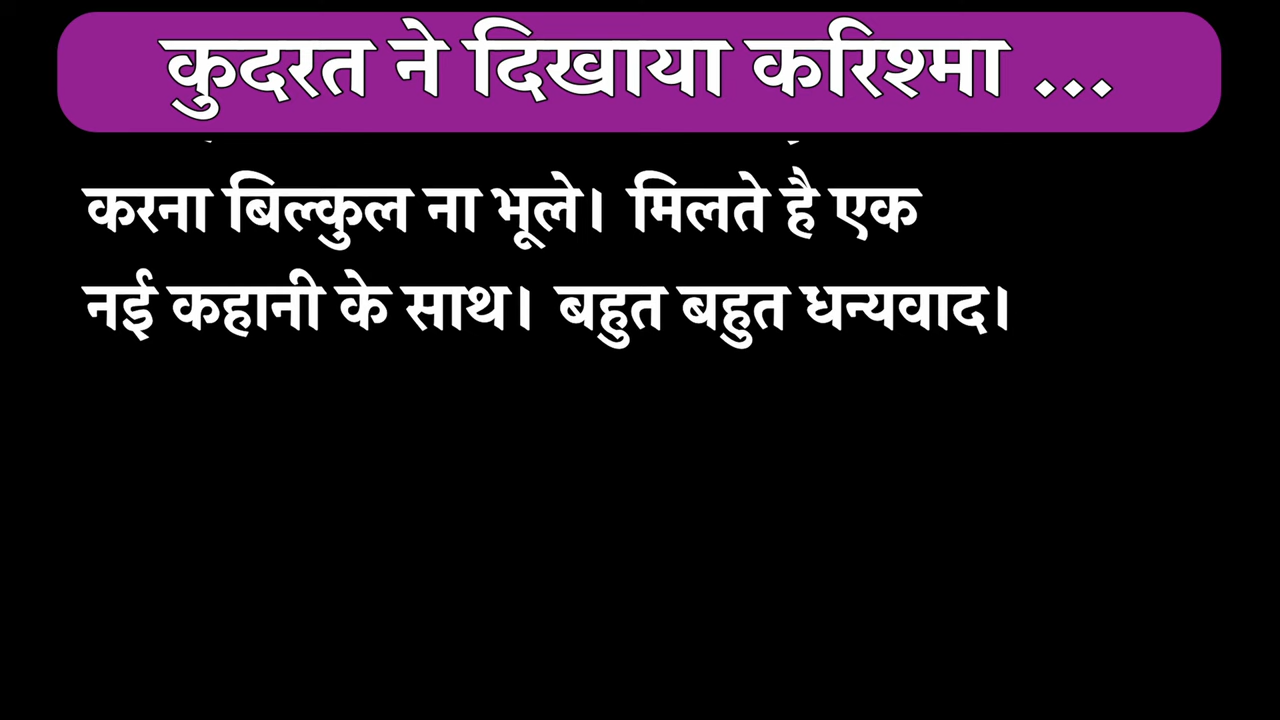 कुदरत ने दिखाया करिश्मा ...
करना बिल्कुल ना भूले। मिलते है एक
नई कहानी के साथ। बहुत बहुत धन्यवाद।